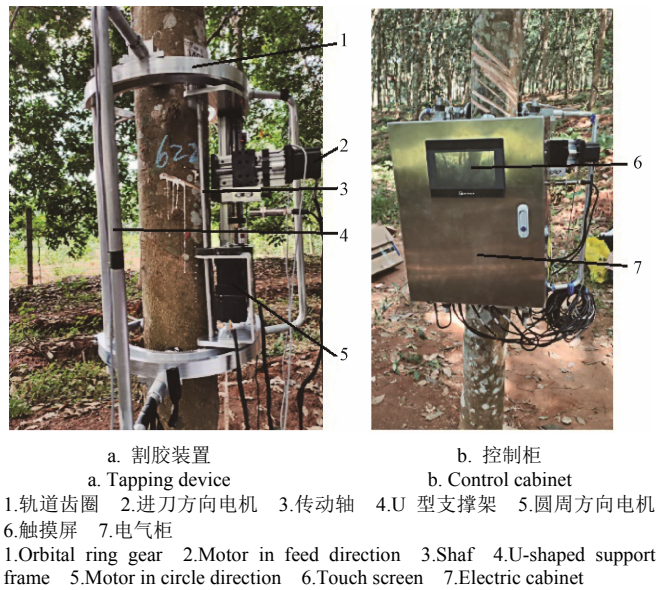 1
622
2
3
4
5
6
7
a. 割胶装置
a. Tapping device
b. 控制柜
b. Control cabinet
1.轨道齿圈 2.进刀方向电机 3.传动轴 4.U 型支撑架 5.圆周方向电机
6.触摸屏 7.电气柜
1.Orbital ring gear 2.Motor in feed direction 3.Shaf 4.U-shaped support
frame 5.Motor in circle direction 6.Touch screen 7.Electric cabinet